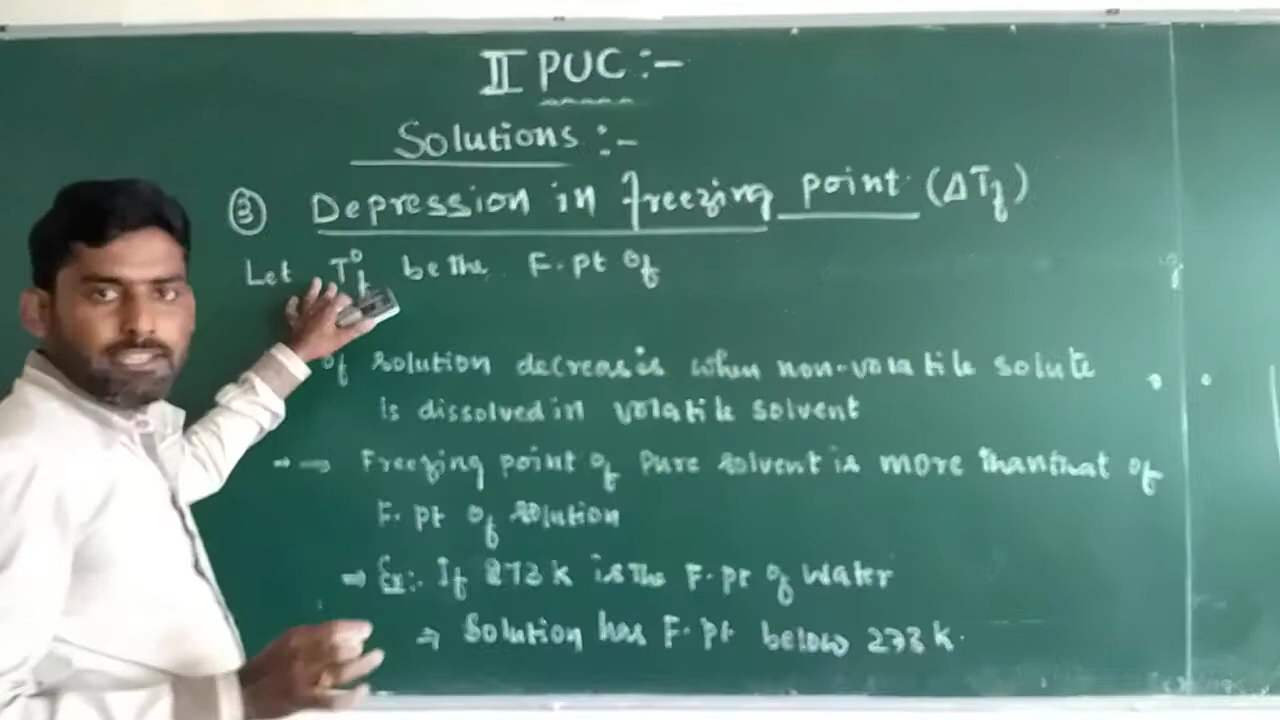 II PUC :-
Solutions :-
③ Depression in freezing point (ΔTf)
Let T°f be the F.pt of
of solution decreases when non-volatile solute
is dissolved in volatile solvent
→ Freezing point of pure solvent is more than that of
F. pt of solution
⇒ Ex:. If 273 K is the F.pt of water
⇒ Solution has F.pt below 273 K.